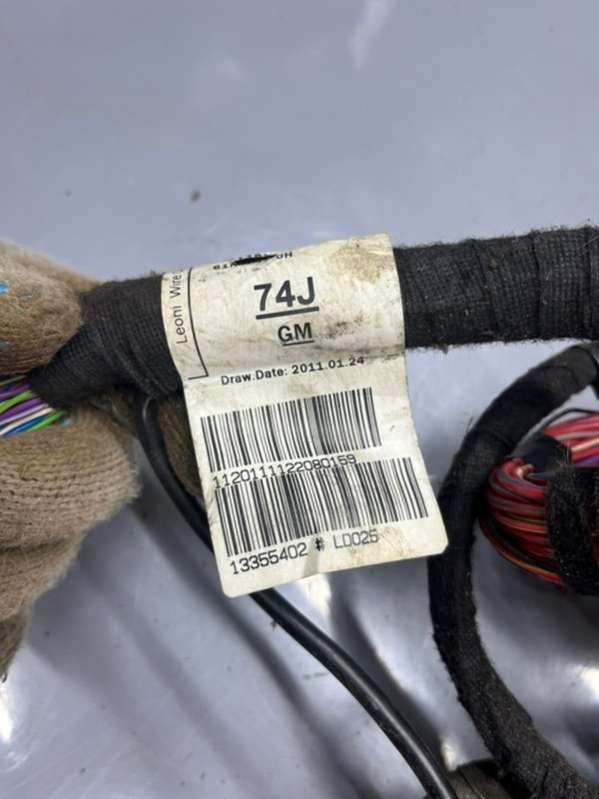 Leoni Wire
74J
GM
Draw.Date: 2011.01.24
1120111122080159
13355402 # LD025